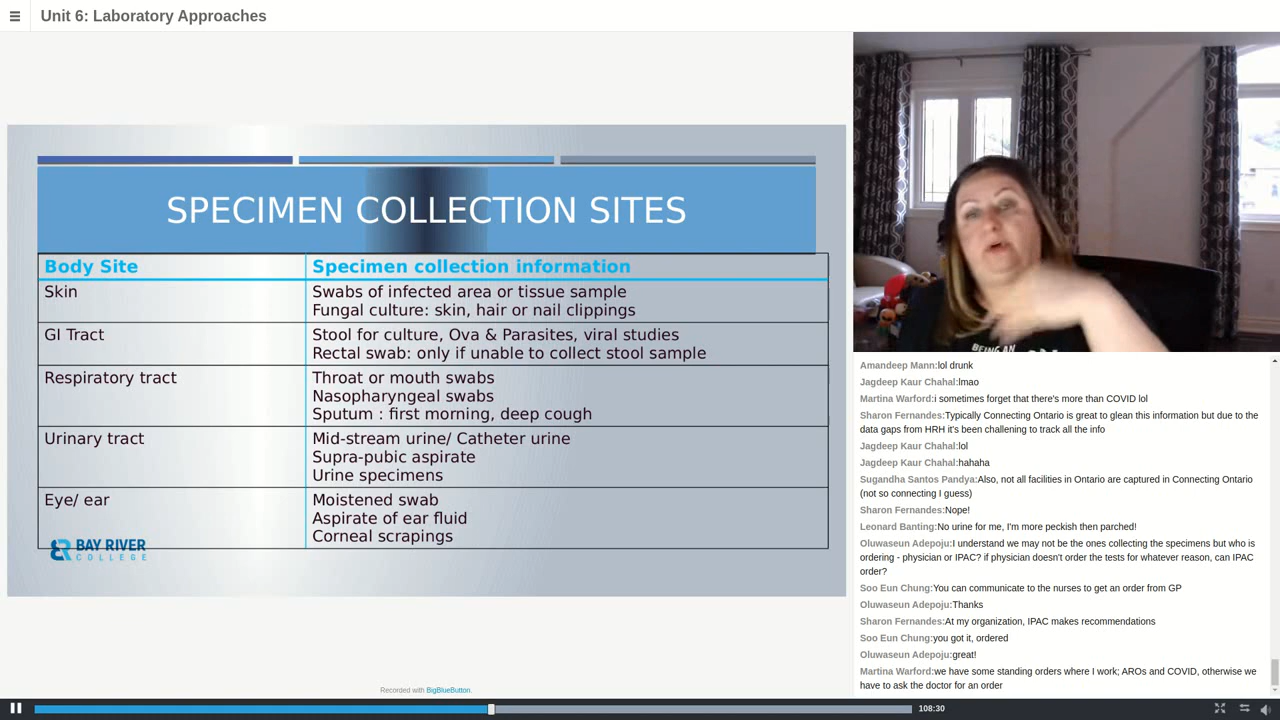 Unit 6: Laboratory Approaches
SPECIMEN COLLECTION SITES
Body Site
Specimen collection information
Skin
Swabs of infected area or tissue sample
Fungal culture: skin, hair or nail clippings
GI Tract
Stool for culture, Ova & Parasites, viral studies
Rectal swab: only if unable to collect stool sample
Respiratory tract
Throat or mouth swabs
Nasopharyngeal swabs
Sputum : first morning, deep cough
Urinary tract
Mid-stream urine/ Catheter urine
Supra-pubic aspirate
Urine specimens
Eye/ ear
Moistened swab
Aspirate of ear fluid
Corneal scrapings
BAY RIVER
COLLEGE
Recorded with BigBlueButton.
BEING AN
Amandeep Mann:lol drunk
Jagdeep Kaur Chahal:lmao
Martina Warford:i sometimes forget that there's more than COVID lol
Sharon Fernandes:Typically Connecting Ontario is great to glean this information but due to the
data gaps from HRH it's been challening to track all the info
Jagdeep Kaur Chahal:lol
Jagdeep Kaur Chahal:hahaha
Sugandha Santos Pandya:Also, not all facilities in Ontario are captured in Connecting Ontario
(not so connecting I guess)
Sharon Fernandes:Nope!
Leonard Banting:No urine for me, I'm more peckish then parched!
Oluwaseun Adepoju:I understand we may not be the ones collecting the specimens but who is
ordering - physician or IPAC? if physician doesn't order the tests for whatever reason, can IPAC
order?
Soo Eun Chung:You can communicate to the nurses to get an order from GP
Oluwaseun Adepoju:Thanks
Sharon Fernandes:At my organization, IPAC makes recommendations
Soo Eun Chung:you got it, ordered
Oluwaseun Adepoju:great!
Martina Warford:we have some standing orders where I work; AROs and COVID, otherwise we
have to ask the doctor for an order
108:30